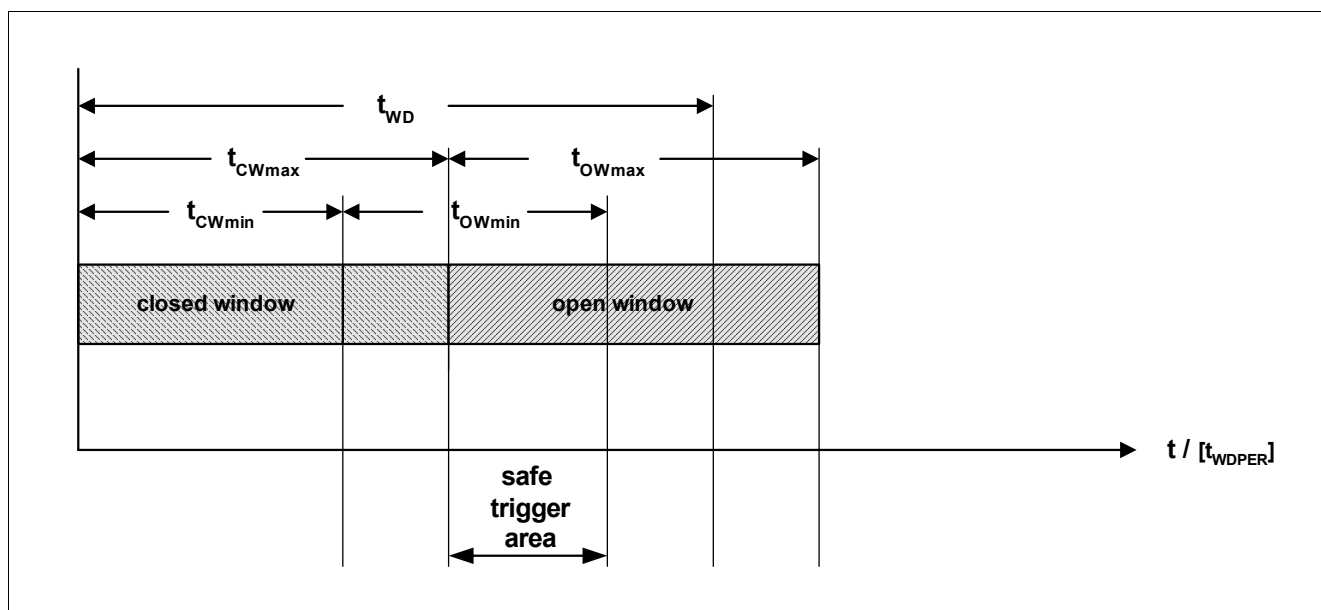 tWD
tCWmax
tOWmax
tCWmin
tOWmin
closed window
open window
t / [tWDPER]
safe
trigger
area